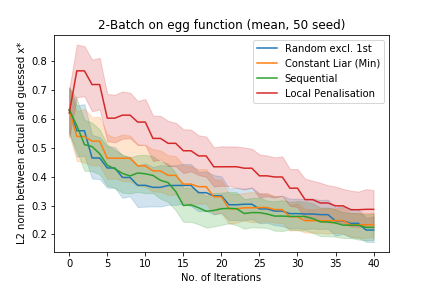 2-Batch on egg function (mean, 50 seed)
L2 norm between actual and guessed x*
0.8
0.7
0.6
0.5
0.4
0.3
0.2
Random excl. 1st
Constant Liar (Min)
Sequential
Local Penalisation
0 5 10 15 20 25 30 35 40
No. of Iterations